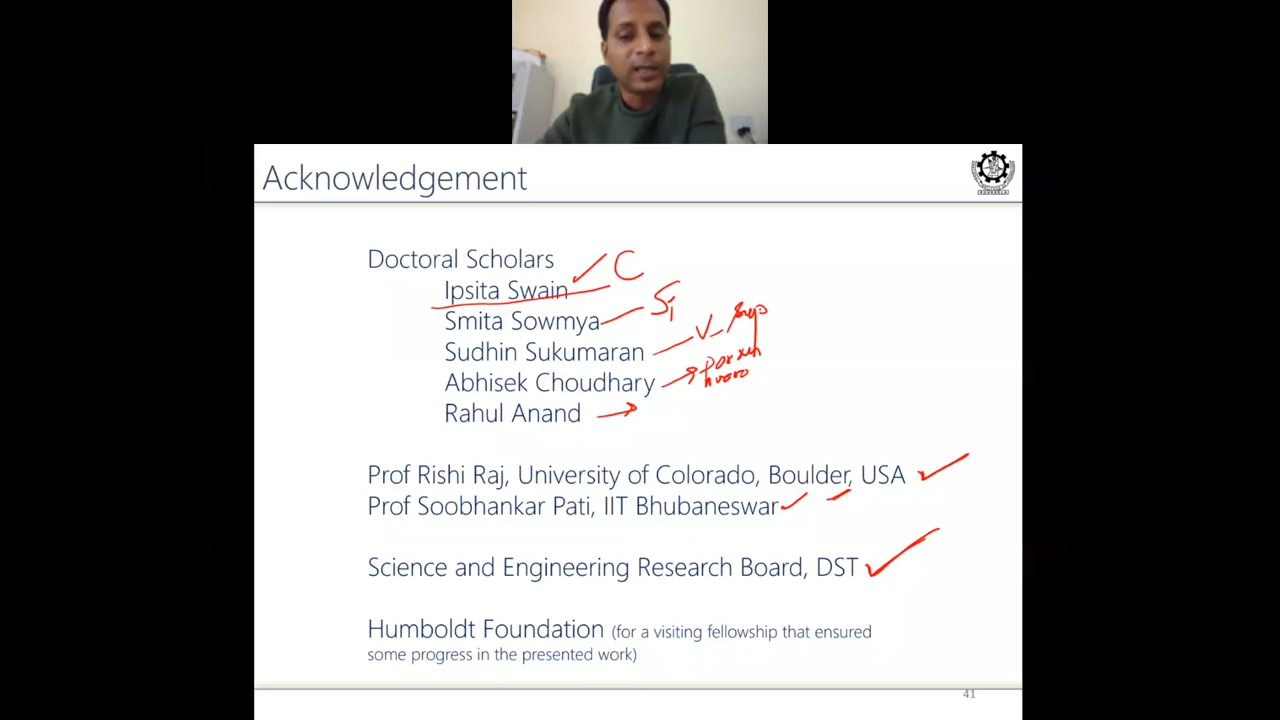 Acknowledgement
Doctoral Scholars
C
Ipsita Swain
Si
Smita Sowmya
Sudhin Sukumaran
V
Abhisek Choudhary
Rahul Anand
Prof Rishi Raj, University of Colorado, Boulder, USA
Prof Soobhankar Pati, IIT Bhubaneswar
Science and Engineering Research Board, DST
Humboldt Foundation (for a visiting fellowship that ensured
some progress in the presented work)
41